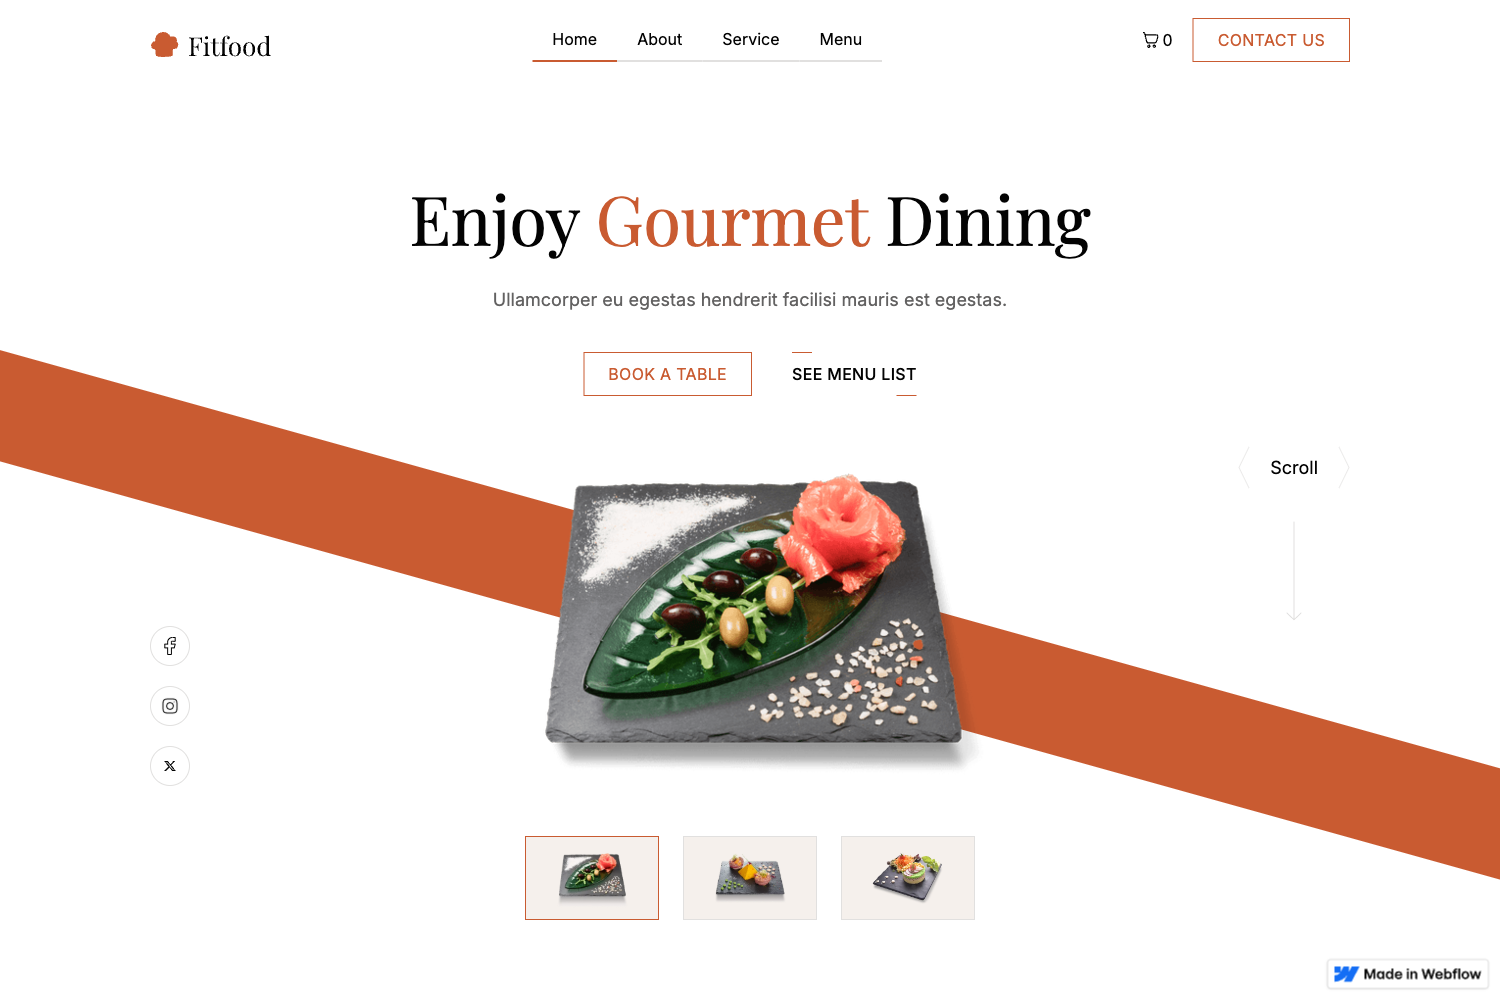 Fitfood
Home About Service Menu
0
CONTACT US
Enjoy Gourmet Dining
Ullamcorper eu egestas hendrerit facilisi mauris est egestas.
BOOK A TABLE
SEE MENU LIST
Scroll
Made in Webflow